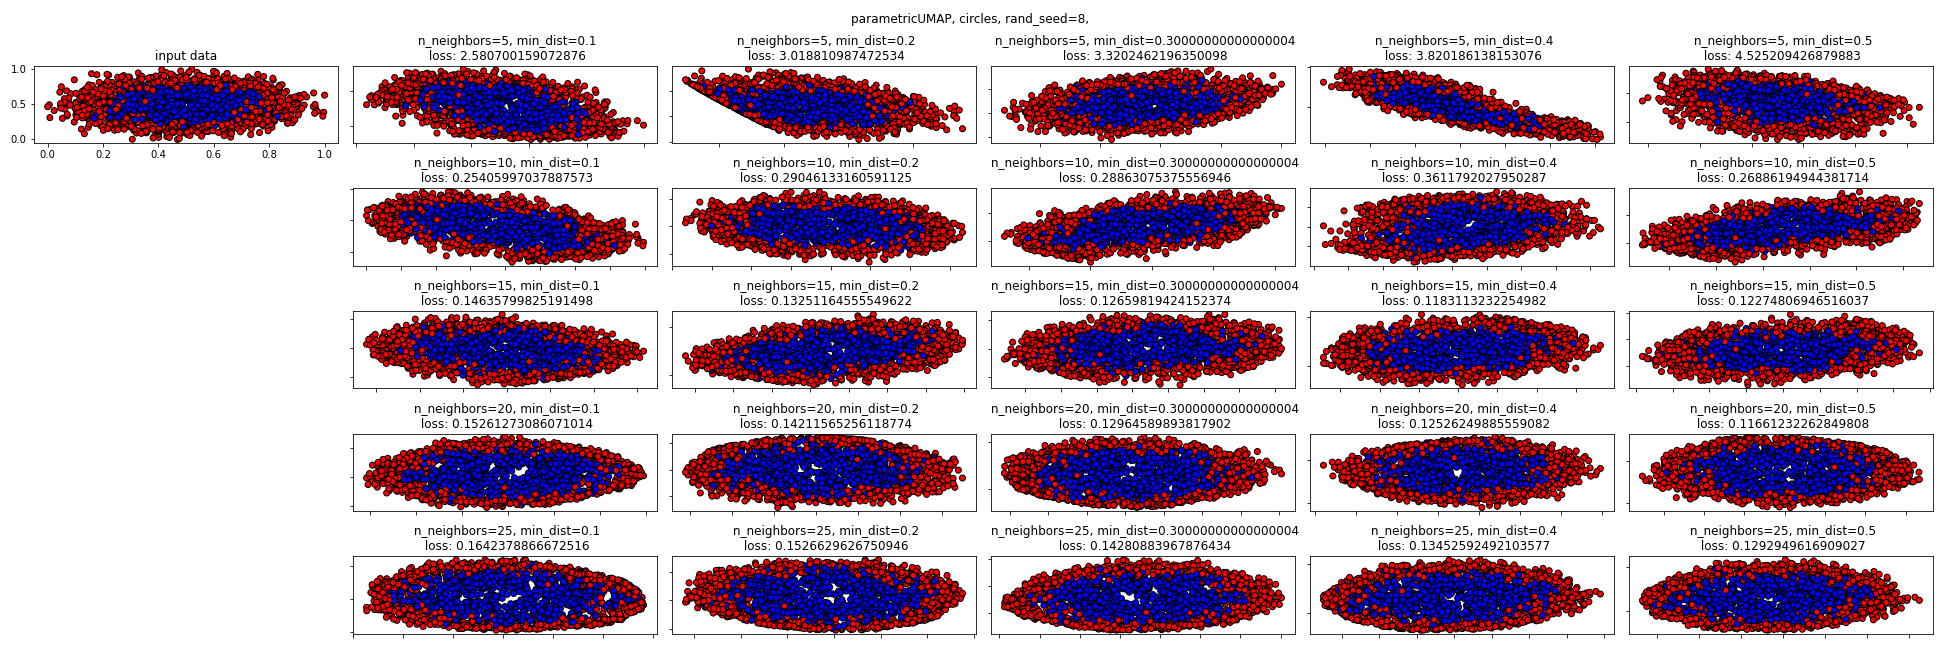 parametricUMAP, circles, rand_seed=8,
input data
1.0
0.5
0.0
0.0 0.2 0.4 0.6 0.8 1.0
n_neighbors=5, min_dist=0.1
loss: 2.580700159072876
n_neighbors=5, min_dist=0.2
loss: 3.018810987472534
n_neighbors=5, min_dist=0.30000000000000004
loss: 3.3202462196350098
n_neighbors=5, min_dist=0.4
loss: 3.820186138153076
n_neighbors=5, min_dist=0.5
loss: 4.525209426879883
n_neighbors=10, min_dist=0.1
loss: 0.25405997037887573
n_neighbors=10, min_dist=0.2
loss: 0.29046133160591125
n_neighbors=10, min_dist=0.30000000000000004
loss: 0.28863075375556946
n_neighbors=10, min_dist=0.4
loss: 0.3611792027950287
n_neighbors=10, min_dist=0.5
loss: 0.26886194944381714
n_neighbors=15, min_dist=0.1
loss: 0.14635799825191498
n_neighbors=15, min_dist=0.2
loss: 0.13251164555549622
n_neighbors=15, min_dist=0.30000000000000004
loss: 0.12659819424152374
n_neighbors=15, min_dist=0.4
loss: 0.1183113232254982
n_neighbors=15, min_dist=0.5
loss: 0.12274806946516037
n_neighbors=20, min_dist=0.1
loss: 0.15261273086071014
n_neighbors=20, min_dist=0.2
loss: 0.14211565256118774
n_neighbors=20, min_dist=0.30000000000000004
loss: 0.12964589893817902
n_neighbors=20, min_dist=0.4
loss: 0.12526249885559082
n_neighbors=20, min_dist=0.5
loss: 0.11661232262849808
n_neighbors=25, min_dist=0.1
loss: 0.1642378866672516
n_neighbors=25, min_dist=0.2
loss: 0.1526629626750946
n_neighbors=25, min_dist=0.30000000000000004
loss: 0.14280883967876434
n_neighbors=25, min_dist=0.4
loss: 0.13452592492103577
n_neighbors=25, min_dist=0.5
loss: 0.1292949616909027